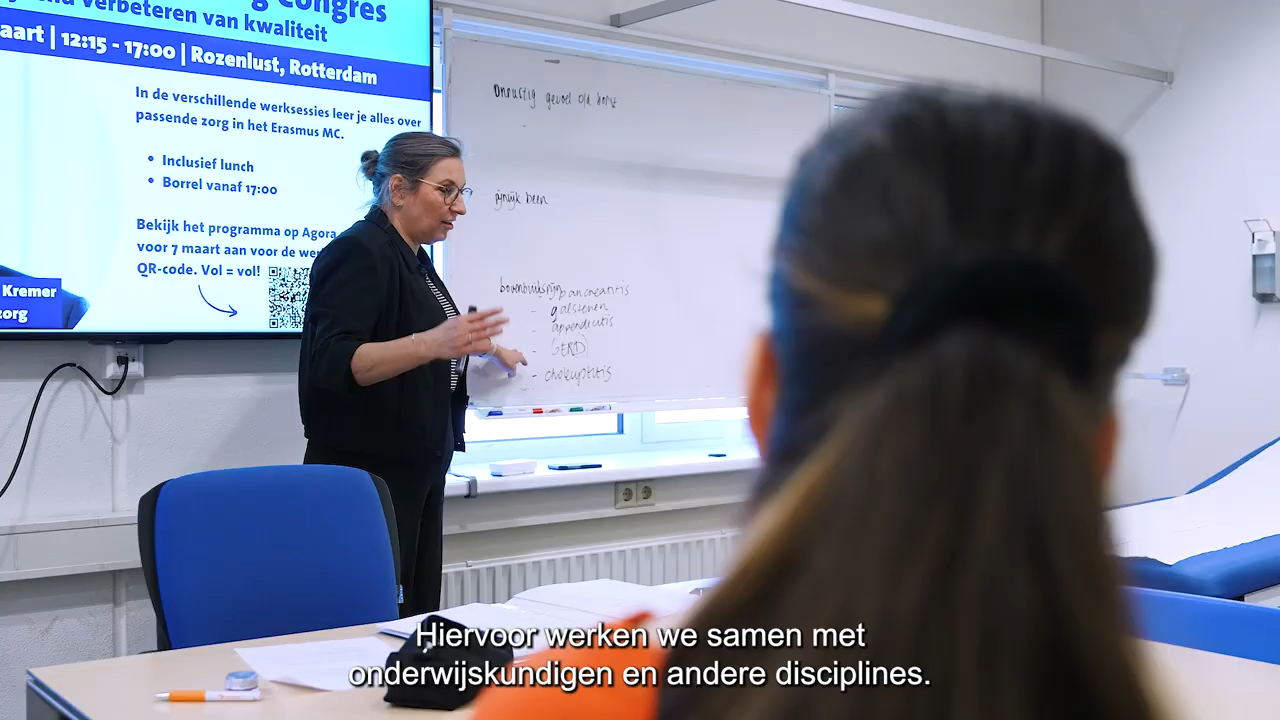 Congres
verbeteren van kwaliteit
aart | 12:15 - 17:00 | Rozenlust, Rotterdam
In de verschillende werksessies leer je alles over
passende zorg in het Erasmus MC.
• Inclusief lunch
• Borrel vanaf 17:00
Bekijk het programma op Agora
voor 7 maart aan voor de wer
QR-code. Vol = vol!
Kremer
zorg
Onrustig gevoel o/d borst
pijnlijk been
bovenbuikspijn
- pancreatitis
- galstenen
- appendicitis
- GERD
Hiervoor werken we samen met
onderwijskundigen en andere disciplines.